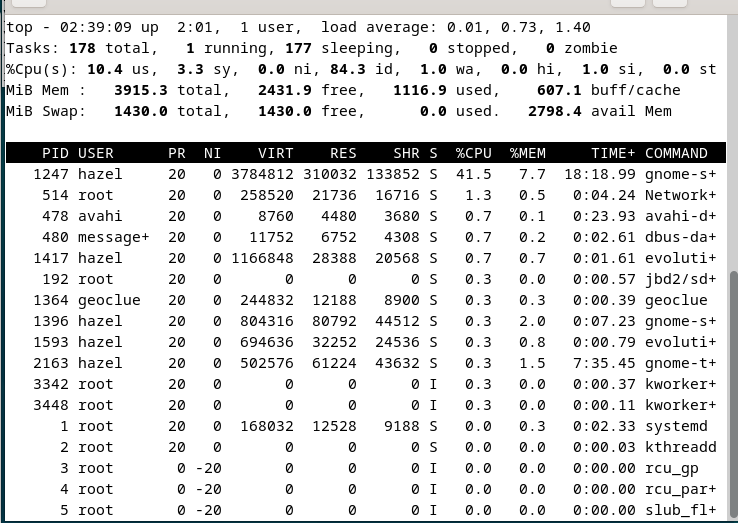 top - 02:39:09 up  2:01,  1 user,  load average: 0.01, 0.73, 1.40
Tasks: 178 total,   1 running, 177 sleeping,   0 stopped,   0 zombie
%Cpu(s): 10.4 us,  3.3 sy,  0.0 ni, 84.3 id,  1.0 wa,  0.0 hi,  1.0 si,  0.0 st
MiB Mem :   3915.3 total,   2431.9 free,   1116.9 used,    607.1 buff/cache
MiB Swap:   1430.0 total,   1430.0 free,      0.0 used.   2798.4 avail Mem
PID USER      PR  NI    VIRT    RES    SHR S  %CPU  %MEM     TIME+ COMMAND
1247 hazel     20   0 3784812 310032 133852 S  41.5   7.7  18:18.99 gnome-s+
514 root      20   0  258520  21736  16716 S   1.3   0.5   0:04.24 Network+
478 avahi     20   0    8760   4480   3680 S   0.7   0.1   0:23.93 avahi-d+
480 message+  20   0   11752   6752   4308 S   0.7   0.2   0:02.61 dbus-da+
1417 hazel     20   0 1166848  28388  20568 S   0.7   0.7   0:01.61 evoluti+
192 root      20   0       0      0      0 S   0.3   0.0   0:00.57 jbd2/sd+
1364 geoclue   20   0  244832  12188   8900 S   0.3   0.3   0:00.39 geoclue
1396 hazel     20   0  804316  80792  44512 S   0.3   2.0   0:07.23 gnome-s+
1593 hazel     20   0  694636  32252  24536 S   0.3   0.8   0:00.79 evoluti+
2163 hazel     20   0  502576  61224  43632 S   0.3   1.5   7:35.45 gnome-t+
3342 root      20   0       0      0      0 I   0.3   0.0   0:00.37 kworker+
3448 root      20   0       0      0      0 I   0.3   0.0   0:00.11 kworker+
1 root      20   0  168032  12528   9188 S   0.0   0.3   0:02.33 systemd
2 root      20   0       0      0      0 S   0.0   0.0   0:00.03 kthreadd
3 root       0 -20       0      0      0 I   0.0   0.0   0:00.00 rcu_gp
4 root       0 -20       0      0      0 I   0.0   0.0   0:00.00 rcu_par+
5 root       0 -20       0      0      0 I   0.0   0.0   0:00.00 slub_fl+